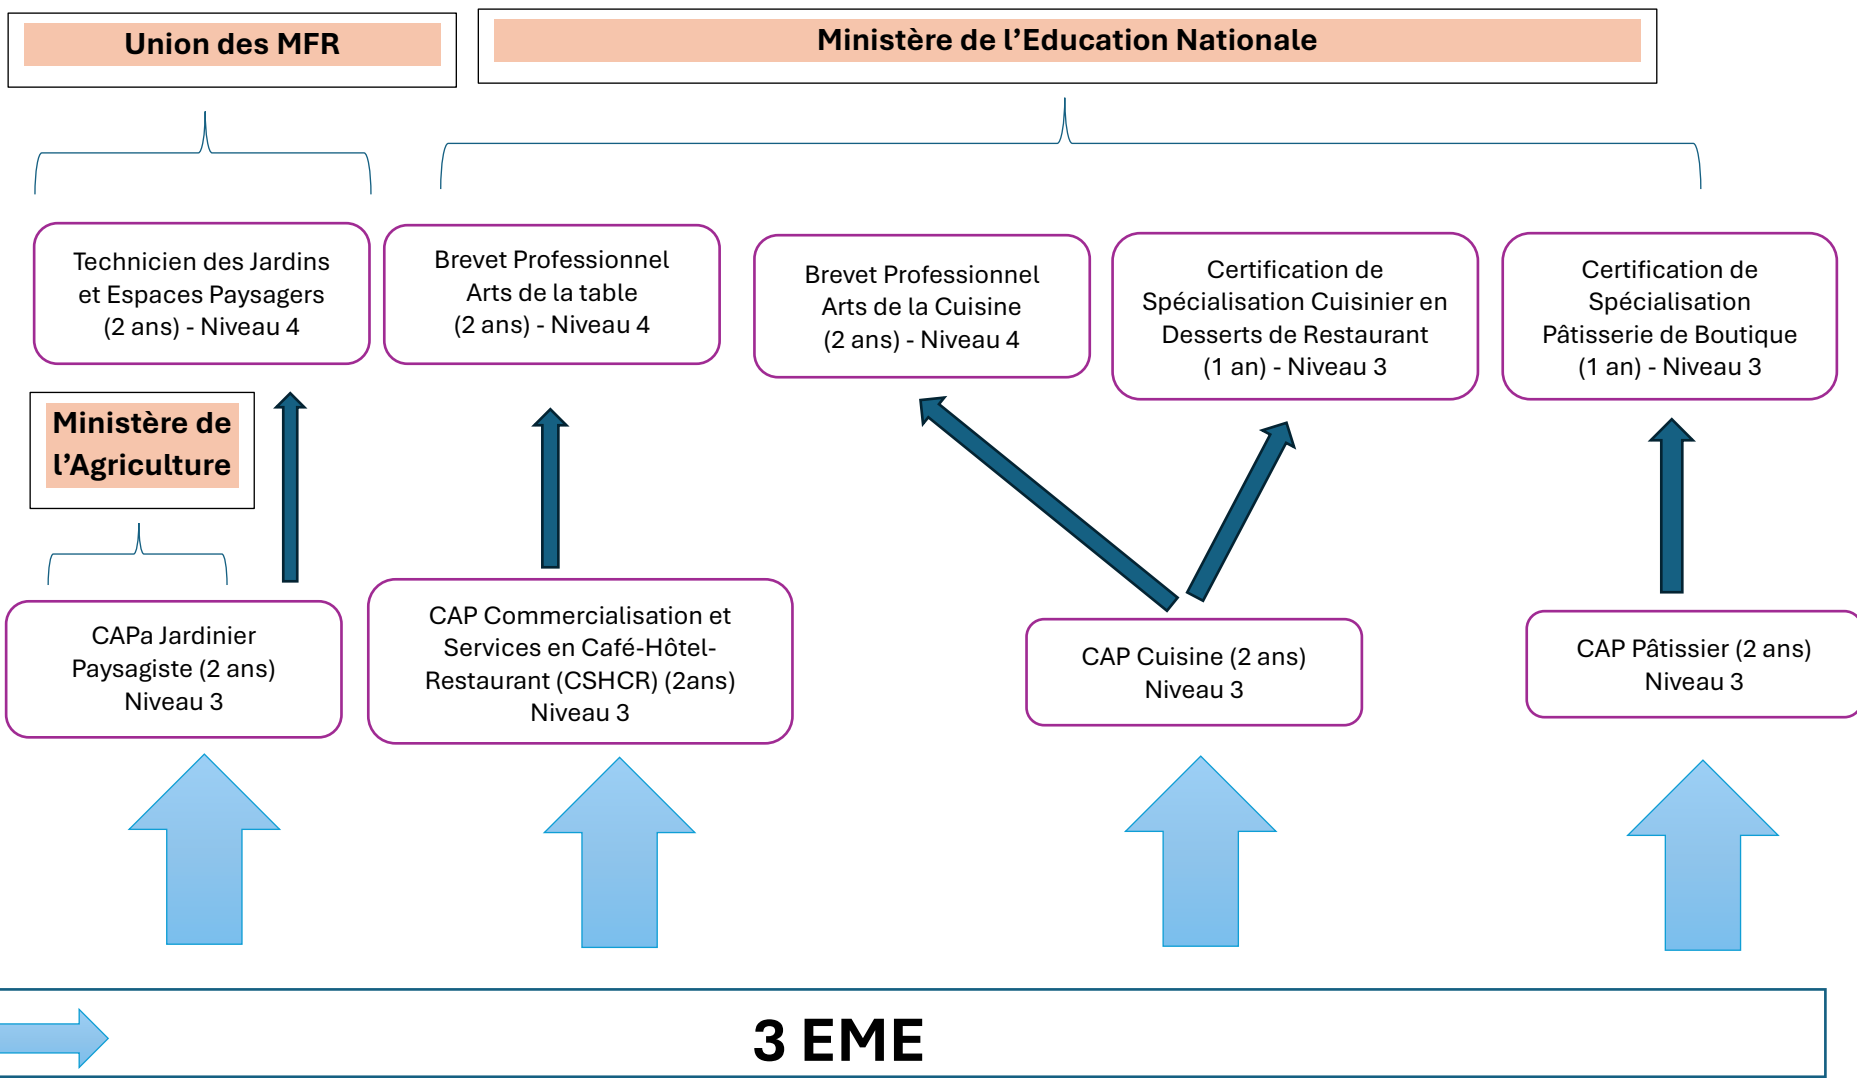 Union des MFR
Ministère de l’Education Nationale
Technicien des Jardins
et Espaces Paysagers
(2 ans) - Niveau 4
Brevet Professionnel
Arts de la table
(2 ans) - Niveau 4
Brevet Professionnel
Arts de la Cuisine
(2 ans) - Niveau 4
Certification de
Spécialisation Cuisinier en
Desserts de Restaurant
(1 an) - Niveau 3
Certification de
Spécialisation
Pâtisserie de Boutique
(1 an) - Niveau 3
Ministère de
l’Agriculture
CAPa Jardinier
Paysagiste (2 ans)
Niveau 3
CAP Commercialisation et
Services en Café-Hôtel-
Restaurant (CSHCR) (2ans)
Niveau 3
CAP Cuisine (2 ans)
Niveau 3
CAP Pâtissier (2 ans)
Niveau 3
3 EME